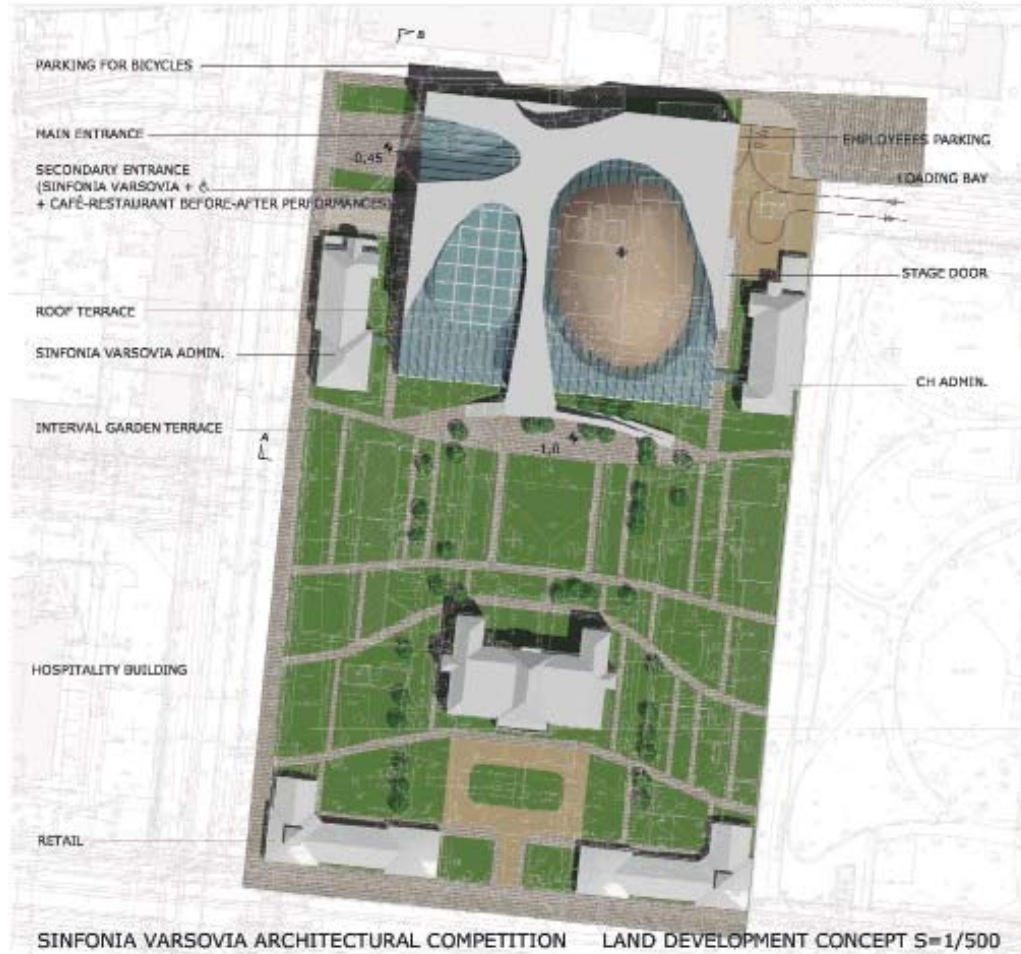 B
PARKING FOR BICYCLES
MAIN ENTRANCE
-0,45
EMPLOYEEES PARKING
SECONDARY ENTRANCE
(SINFONIA VARSOVIA +
+ CAFÉ-RESTAURANT BEFORE-AFTER PERFORMANCES)
LOADING BAY
STAGE DOOR
ROOF TERRACE
SINFONIA VARSOVIA ADMIN.
CH ADMIN.
INTERVAL GARDEN TERRACE
A
-1,0
HOSPITALITY BUILDING
RETAIL
SINFONIA VARSOVIA ARCHITECTURAL COMPETITION LAND DEVELOPMENT CONCEPT S=1/500